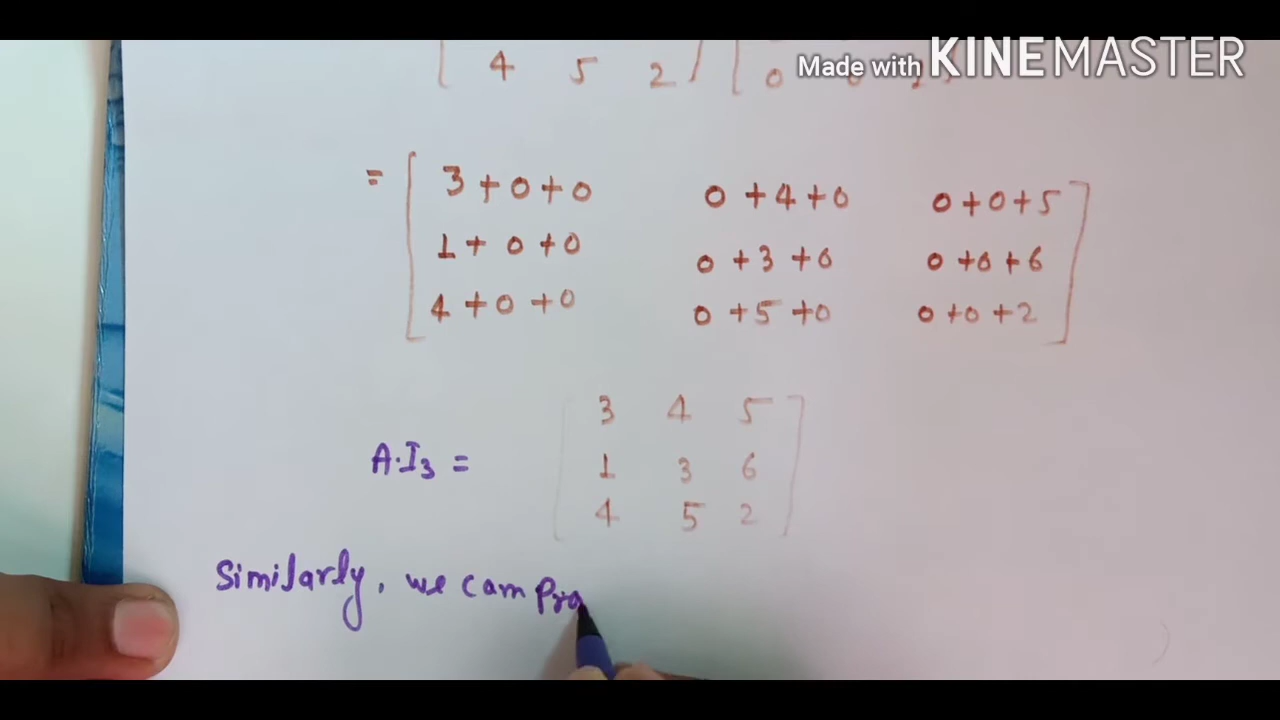 Made with KINEMASTER
4 5 2 0
= 3+0+0 0+4+0 0+0+5
1+0+0 0+3+0 0+0+6
4+0+0 0+5+0 0+0+2
3 4 5
A·I₃ = 1 3 6
4 5 2
Similarly, we can pro